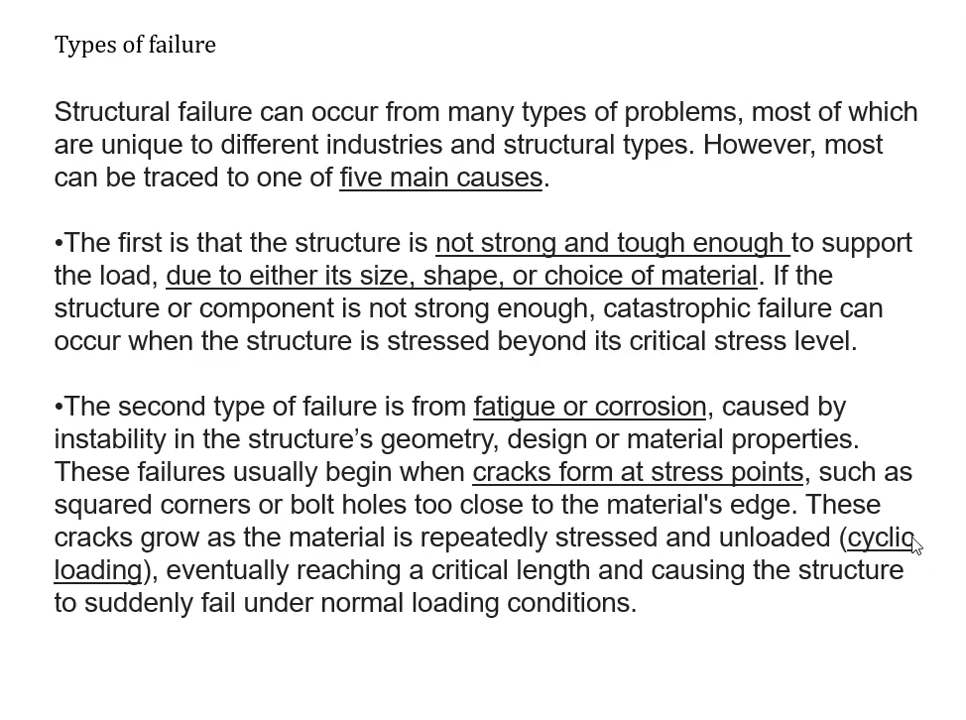 Types of failure
Structural failure can occur from many types of problems, most of which
are unique to different industries and structural types. However, most
can be traced to one of five main causes.
•The first is that the structure is not strong and tough enough to support
the load, due to either its size, shape, or choice of material. If the
structure or component is not strong enough, catastrophic failure can
occur when the structure is stressed beyond its critical stress level.
•The second type of failure is from fatigue or corrosion, caused by
instability in the structure’s geometry, design or material properties.
These failures usually begin when cracks form at stress points, such as
squared corners or bolt holes too close to the material's edge. These
cracks grow as the material is repeatedly stressed and unloaded (cyclic
loading), eventually reaching a critical length and causing the structure
to suddenly fail under normal loading conditions.